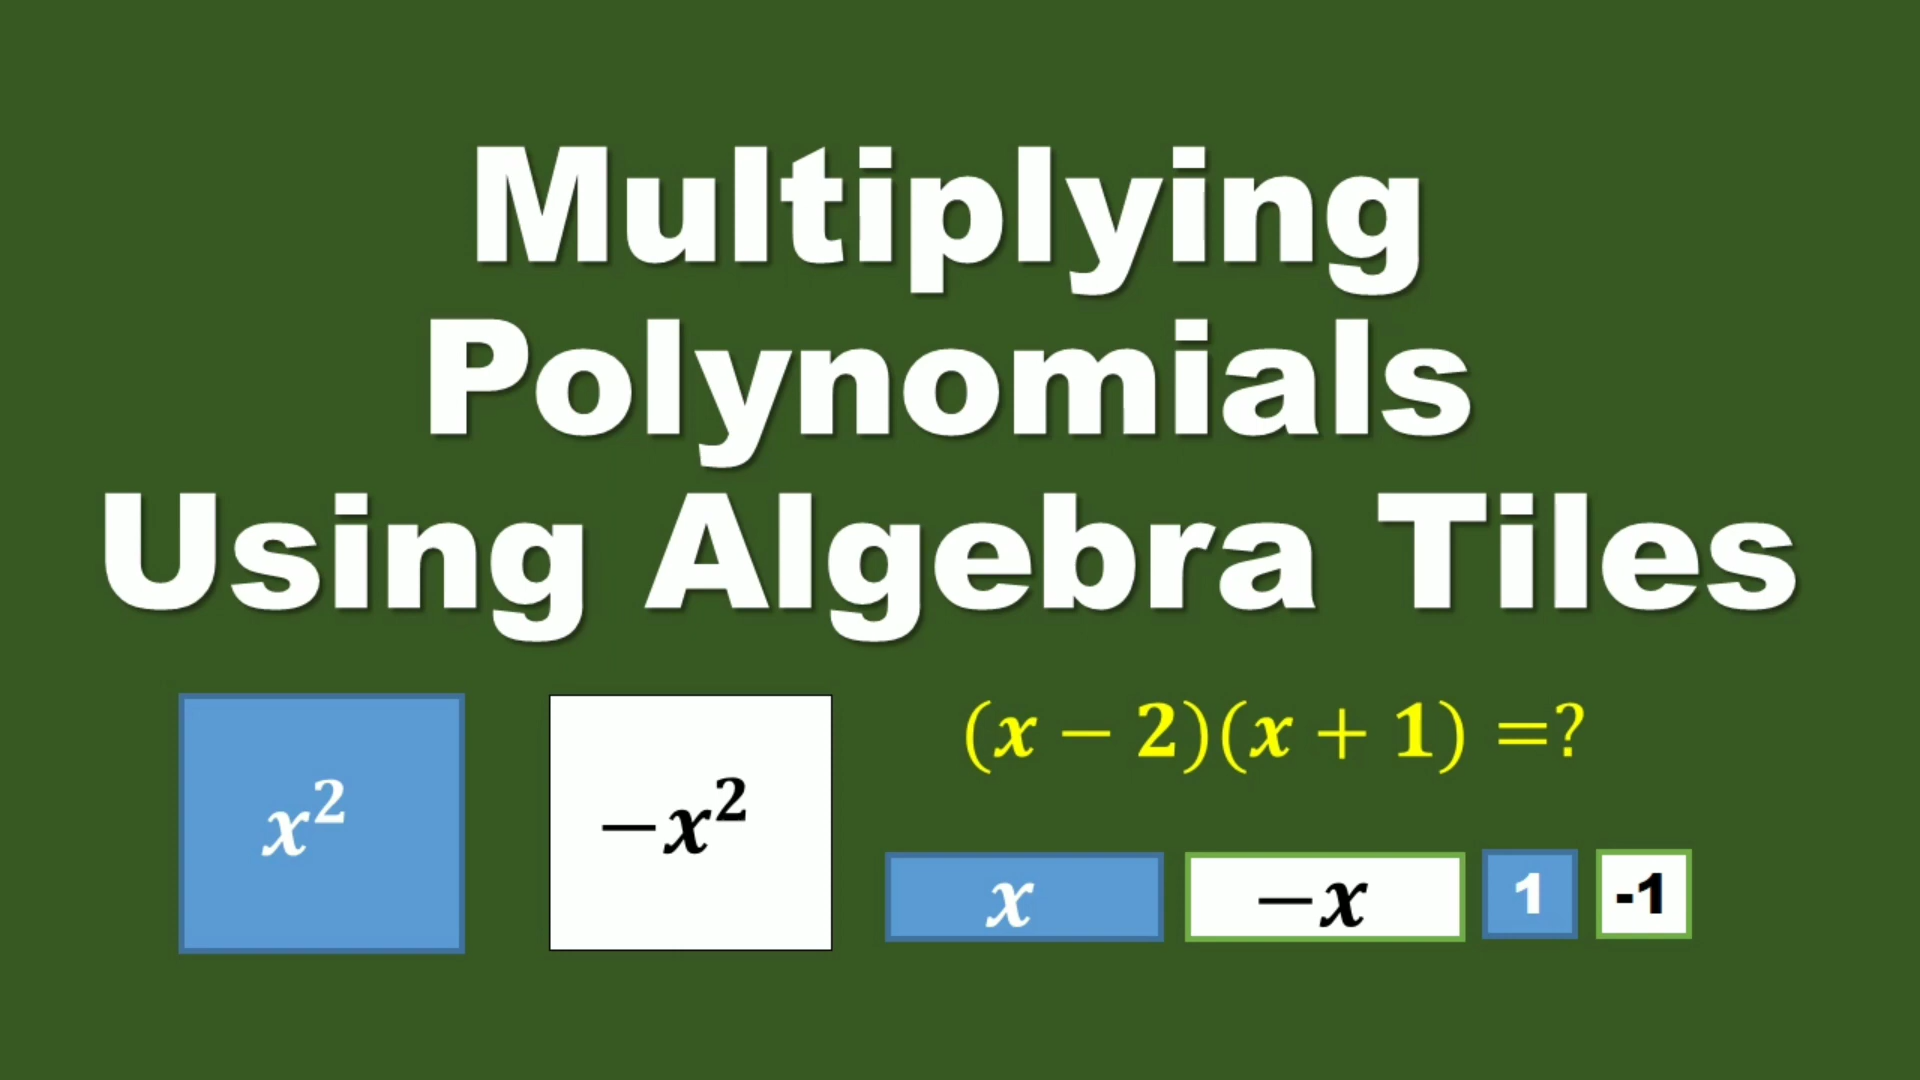 Multiplying
Polynomials
Using Algebra Tiles
(x − 2)(x + 1) =?
x²
−x²
x
−x
1
-1